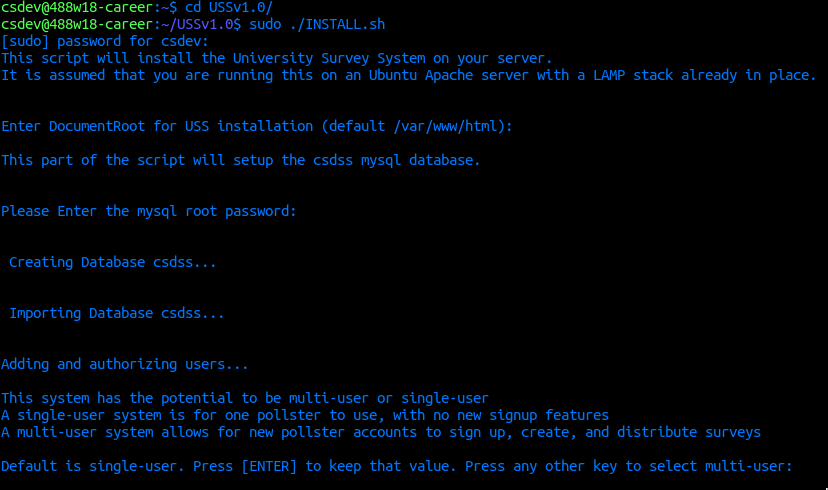 csdev@488w18-career:~$ cd USSv1.0/
csdev@488w18-career:~/USSv1.0$ sudo ./INSTALL.sh
[sudo] password for csdev:
This script will install the University Survey System on your server.
It is assumed that you are running this on an Ubuntu Apache server with a LAMP stack already in place.
Enter DocumentRoot for USS installation (default /var/www/html):
This part of the script will setup the csdss mysql database.
Please Enter the mysql root password:
Creating Database csdss...
Importing Database csdss...
Adding and authorizing users...
This system has the potential to be multi-user or single-user
A single-user system is for one pollster to use, with no new signup features
A multi-user system allows for new pollster accounts to sign up, create, and distribute surveys
Default is single-user. Press [ENTER] to keep that value. Press any other key to select multi-user: